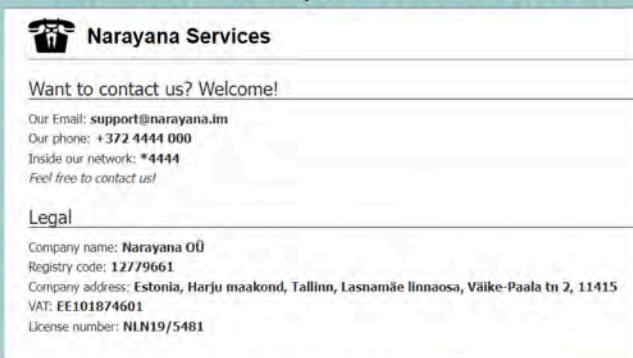 Narayana Services
Want to contact us? Welcome!
Our Email: support@narayana.im
Our phone: +372 4444 000
Inside our network: *4444
Feel free to contact us!
Legal
Company name: Narayana OÜ
Registry code: 12779661
Company address: Estonia, Harju maakond, Tallinn, Lasnamäe linnaosa, Väike-Paala tn 2, 11415
VAT: EE101874601
License number: NLN19/5481